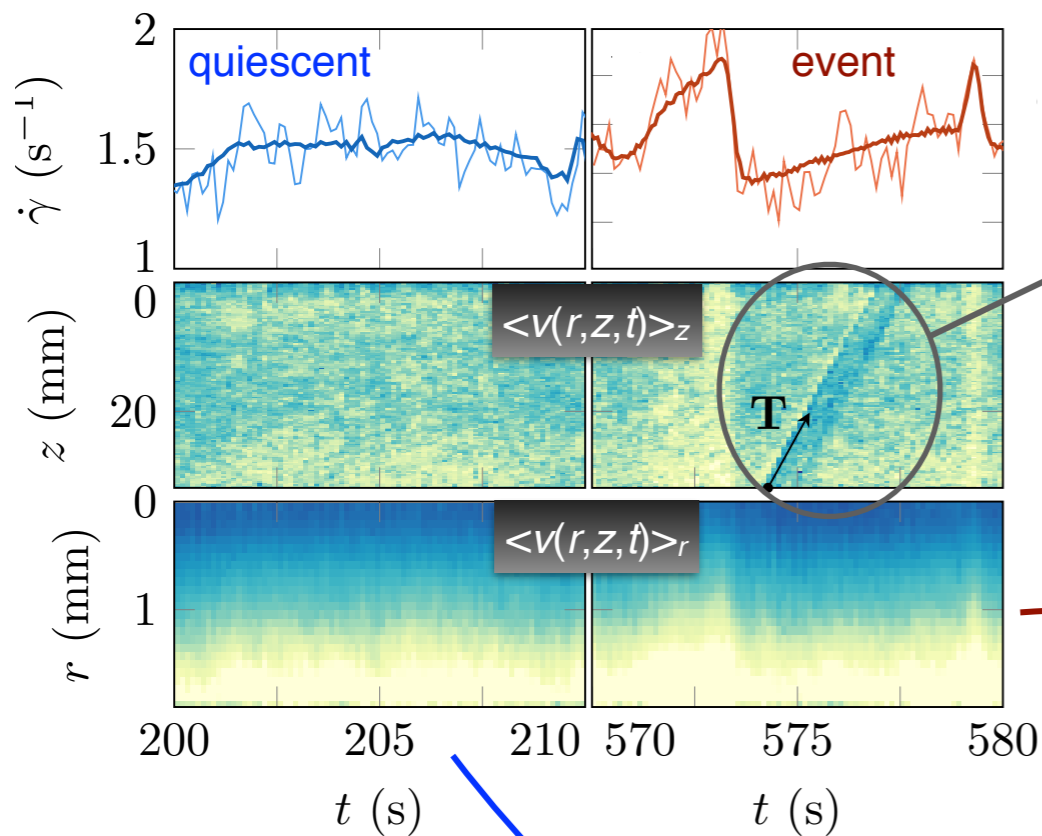 2
quiescent
event
1.5
1
γ̇ (s⁻¹)
0
20
z (mm)
<v(r,z,t)>z
T
0
1
r (mm)
<v(r,z,t)>r
200 205 210 570 575 580
t (s) t (s)